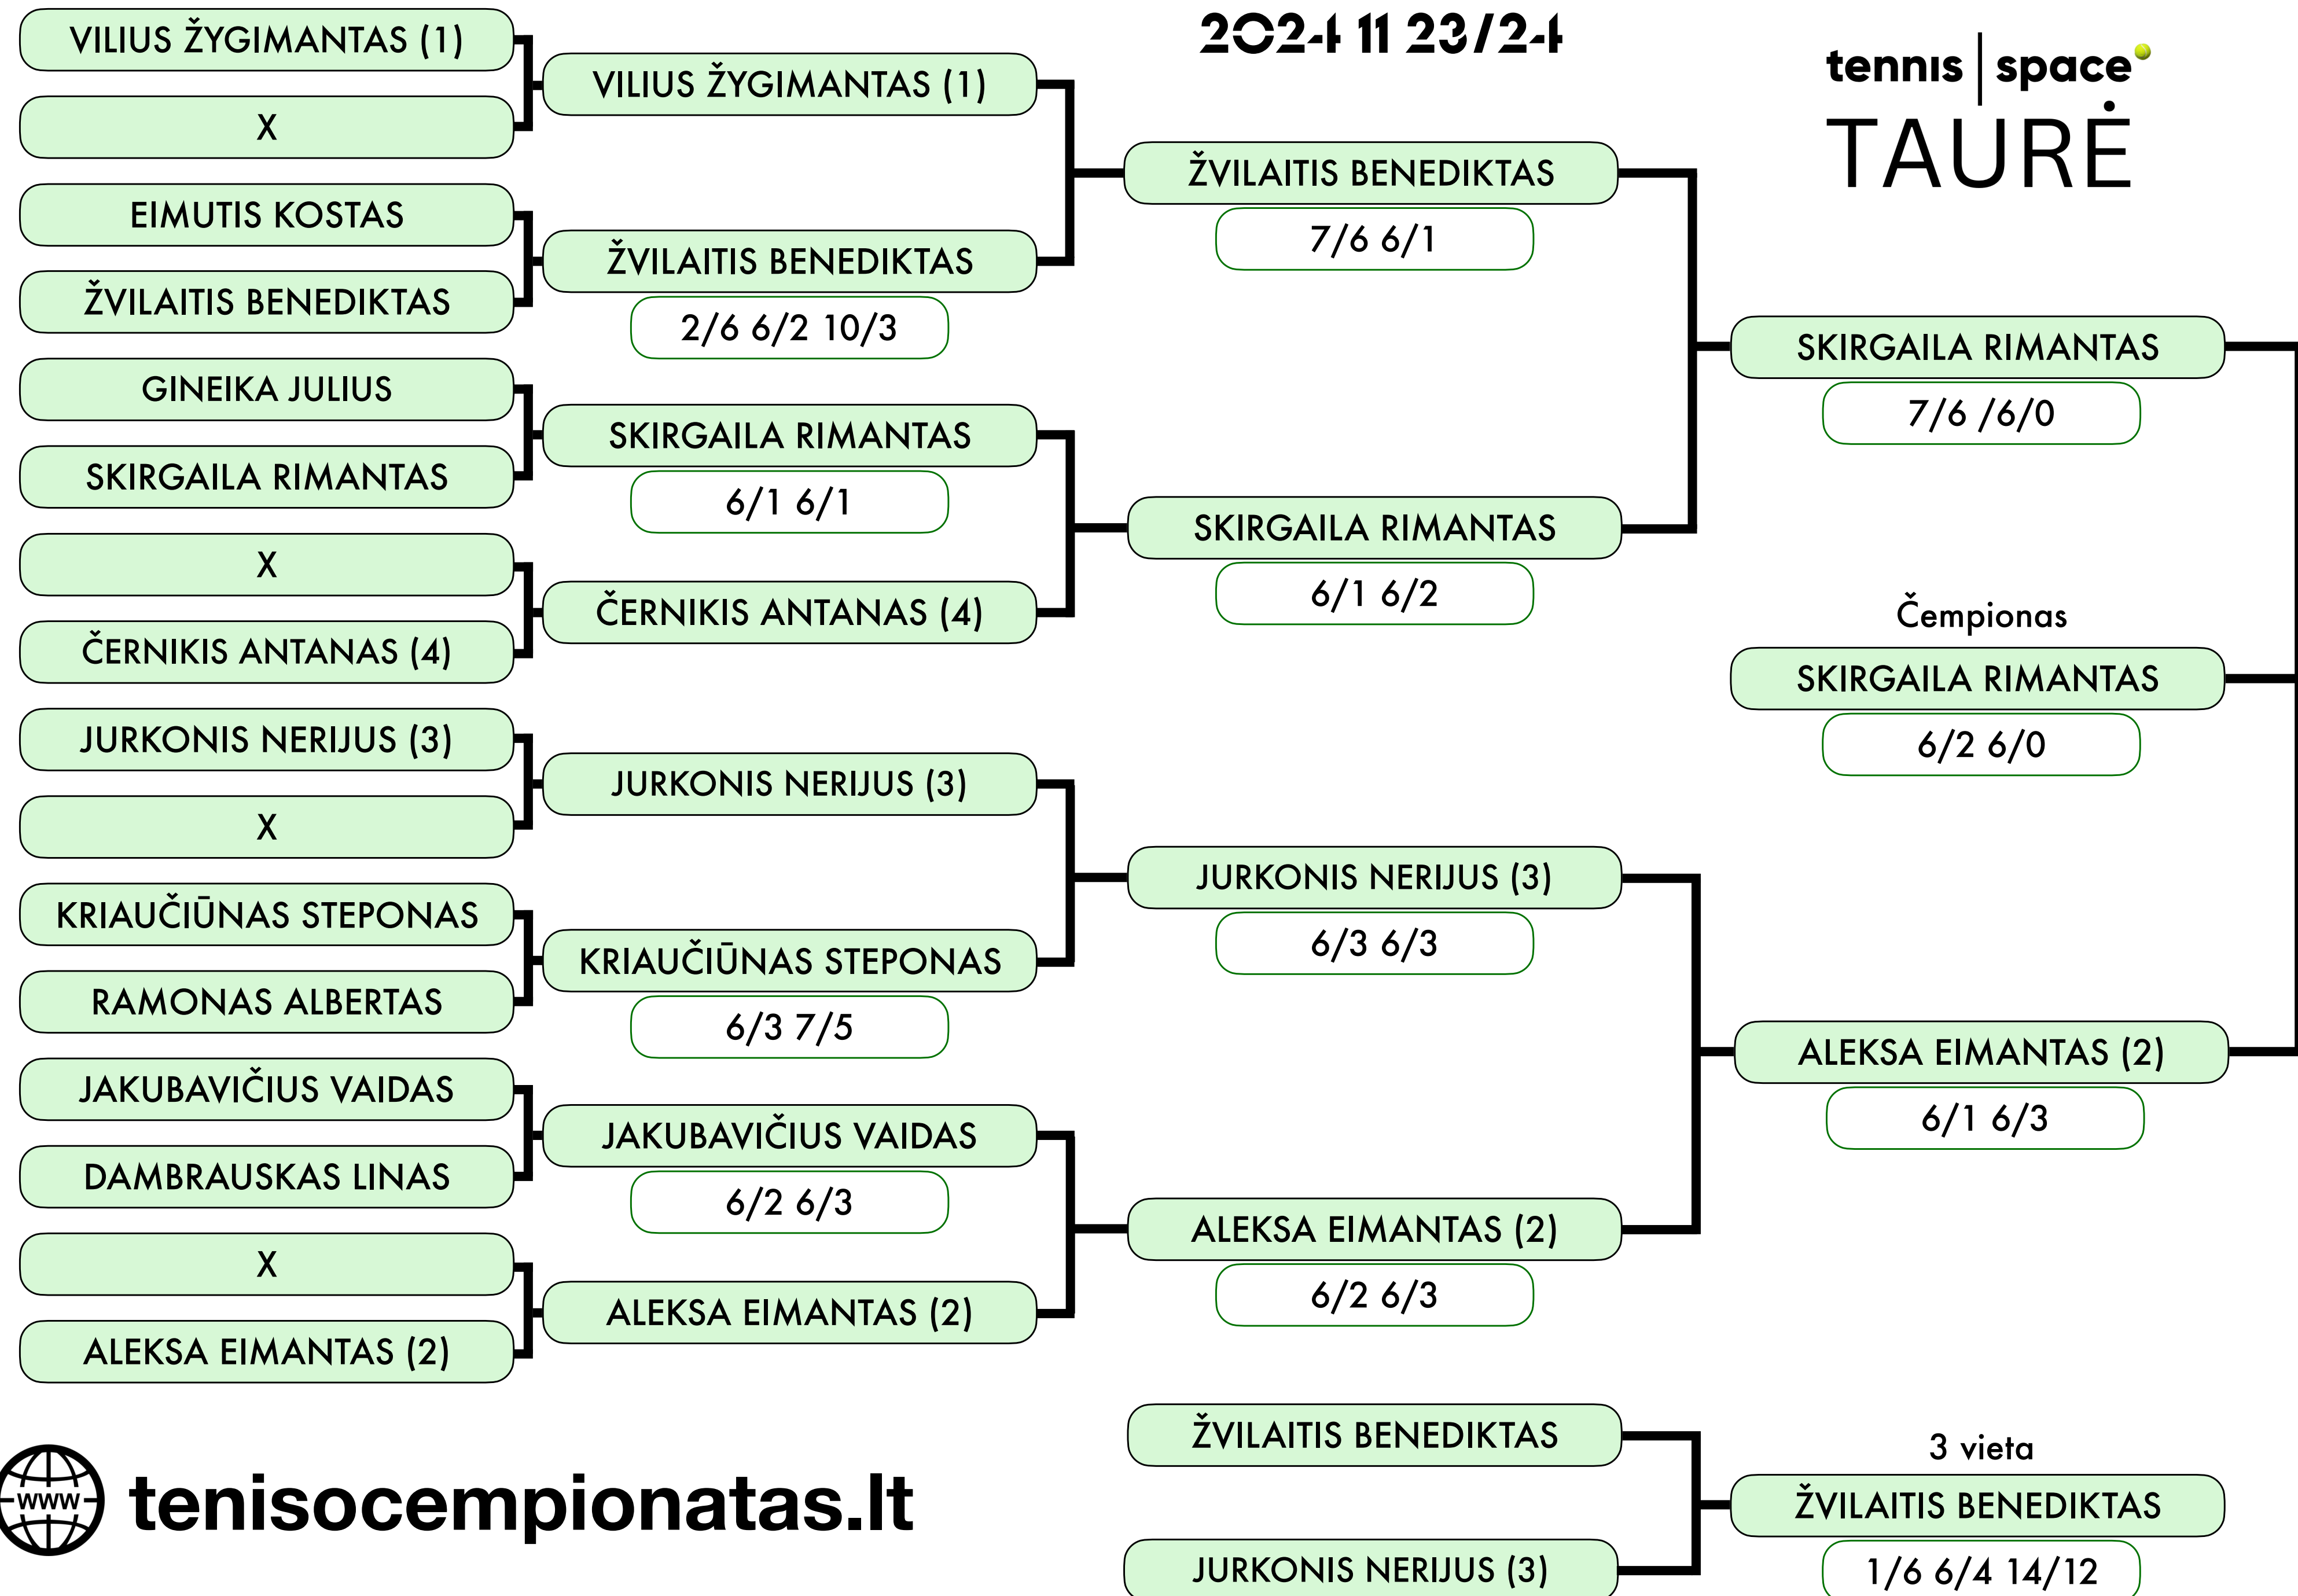 2024 11 23/24
tennis | space
TAURĖ
VILIUS ŽYGIMANTAS (1)
X
EIMUTIS KOSTAS
ŽVILAITIS BENEDIKTAS
GINEIKA JULIUS
SKIRGAILA RIMANTAS
X
ČERNIKIS ANTANAS (4)
JURKONIS NERIJUS (3)
X
KRIAUČIŪNAS STEPONAS
RAMONAS ALBERTAS
JAKUBAVIČIUS VAIDAS
DAMBRAUSKAS LINAS
X
ALEKSA EIMANTAS (2)
VILIUS ŽYGIMANTAS (1)
ŽVILAITIS BENEDIKTAS
2/6 6/2 10/3
SKIRGAILA RIMANTAS
6/1 6/1
ČERNIKIS ANTANAS (4)
JURKONIS NERIJUS (3)
KRIAUČIŪNAS STEPONAS
6/3 7/5
JAKUBAVIČIUS VAIDAS
6/2 6/3
ALEKSA EIMANTAS (2)
ŽVILAITIS BENEDIKTAS
7/6 6/1
SKIRGAILA RIMANTAS
6/1 6/2
JURKONIS NERIJUS (3)
6/3 6/3
ALEKSA EIMANTAS (2)
6/2 6/3
SKIRGAILA RIMANTAS
7/6 /6/0
Čempionas
SKIRGAILA RIMANTAS
6/2 6/0
ALEKSA EIMANTAS (2)
6/1 6/3
ŽVILAITIS BENEDIKTAS
JURKONIS NERIJUS (3)
3 vieta
ŽVILAITIS BENEDIKTAS
1/6 6/4 14/12
WWW
tenisocempionatas.lt